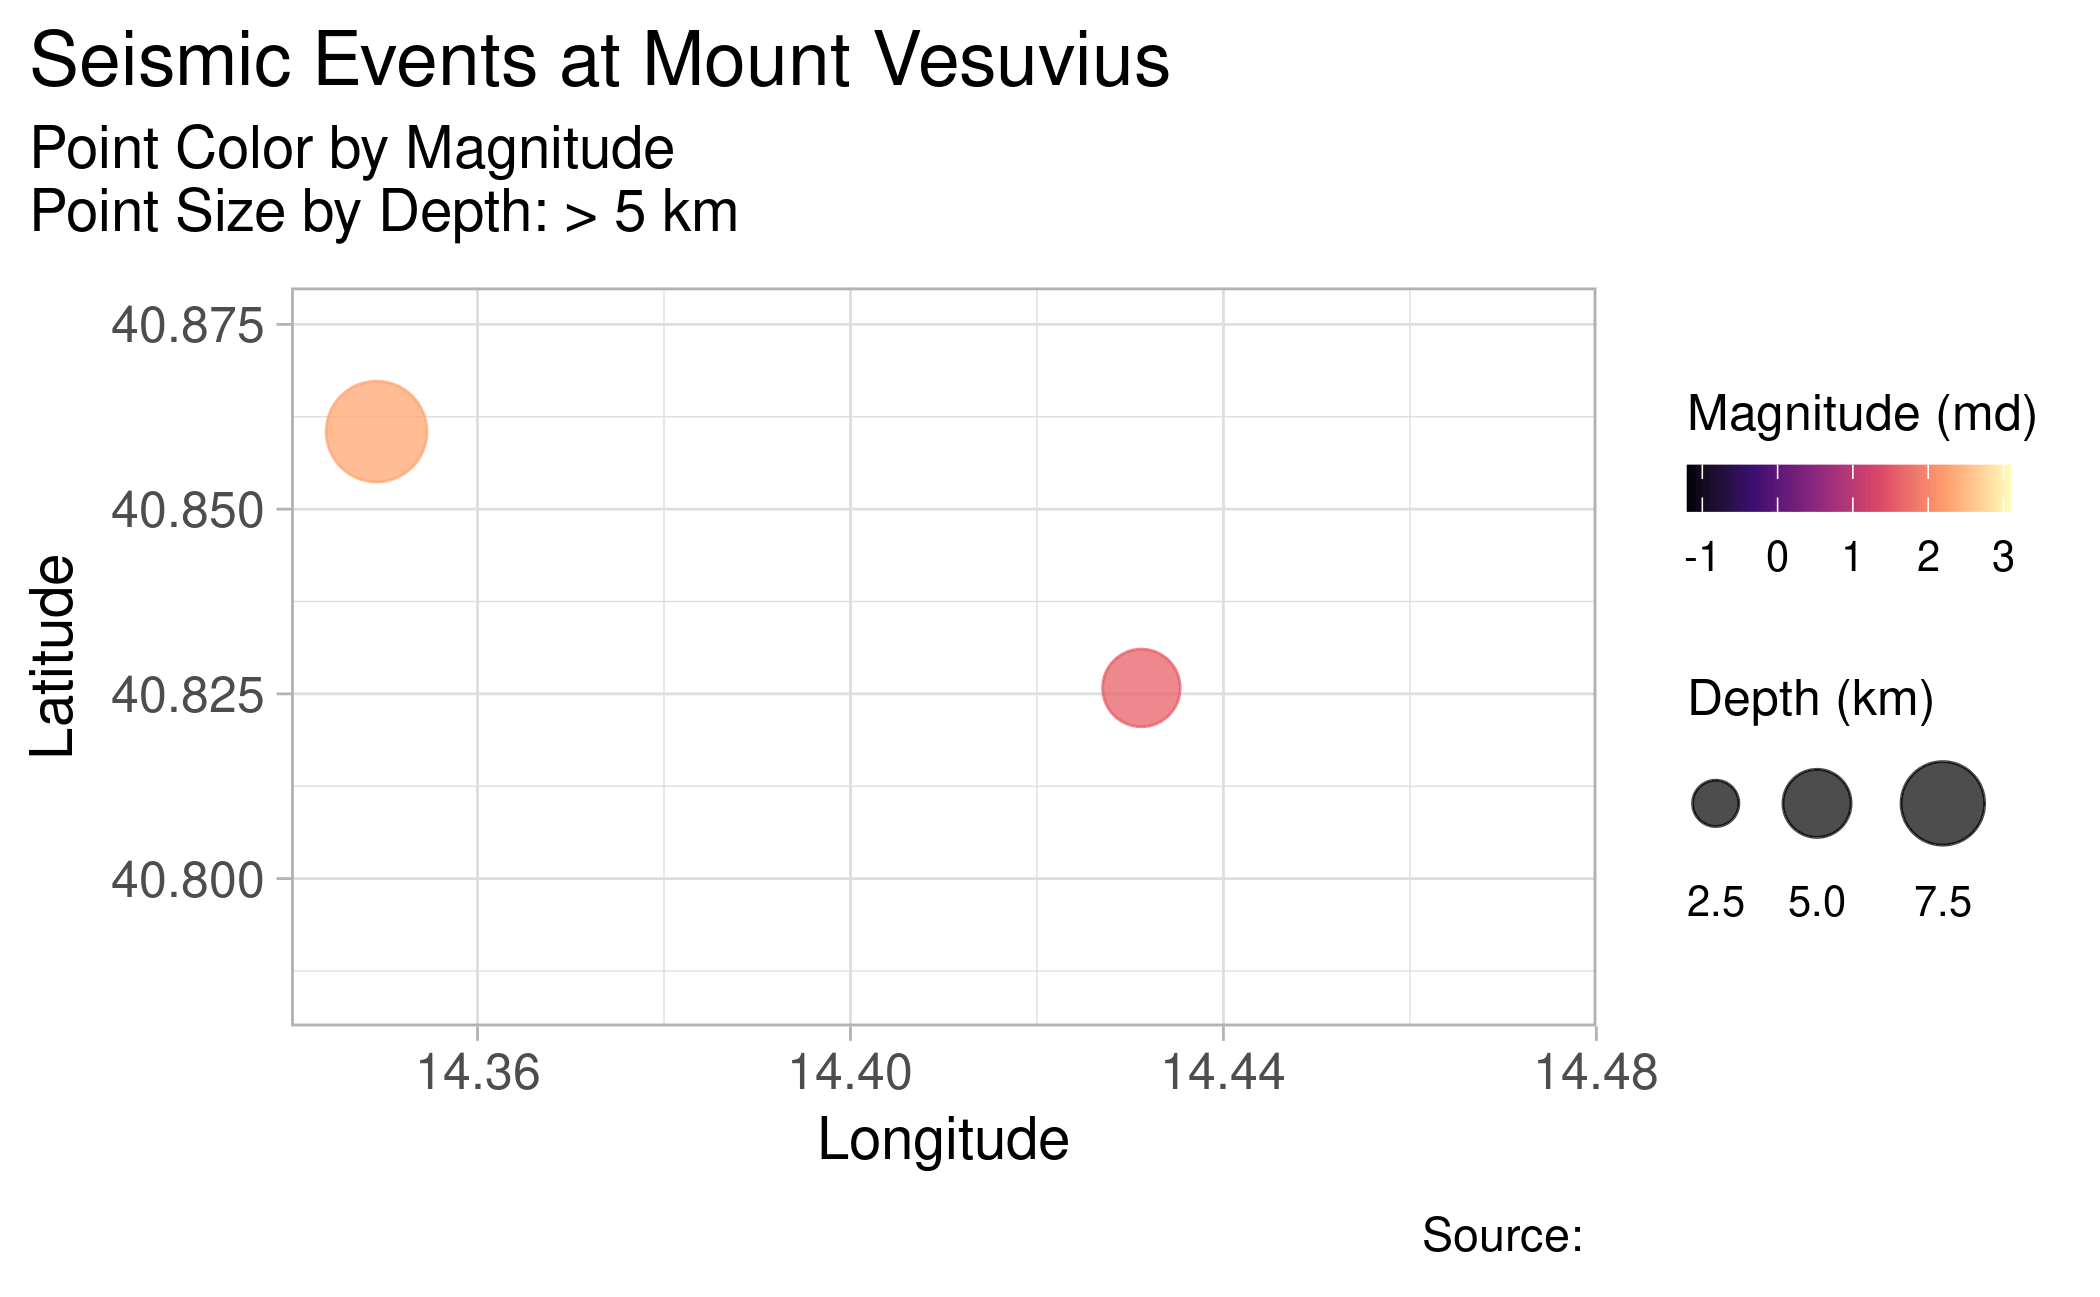 Seismic Events at Mount Vesuvius
Point Color by Magnitude
Point Size by Depth: > 5 km
40.875
40.850
40.825
40.800
Latitude
14.36 14.40 14.44 14.48
Longitude
Magnitude (md)
-1 0 1 2 3
Depth (km)
2.5 5.0 7.5
Source: